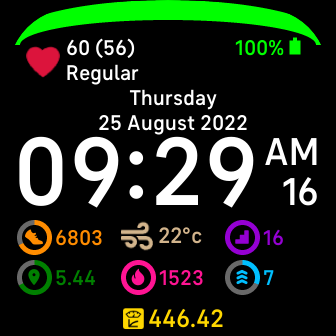 60 (56) 100%
Regular
Thursday
25 August 2022
09:29 AM 16
6803 22°c 16
5.44 1523 7
446.42